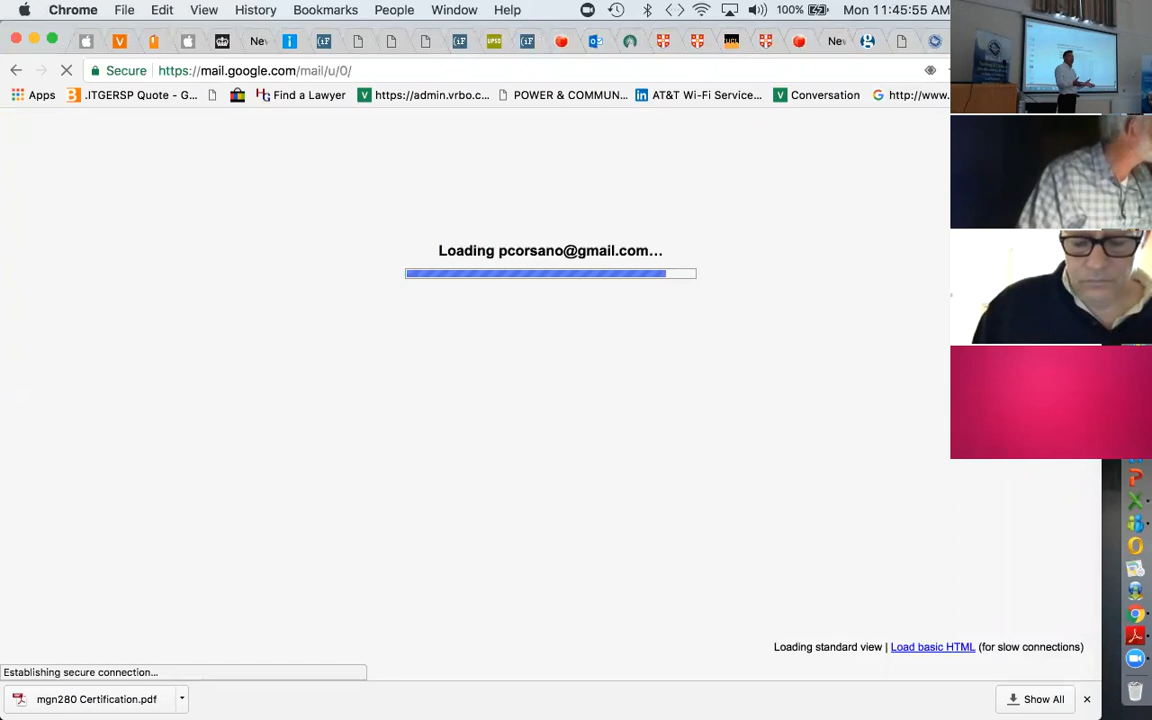 Chrome File Edit View History Bookmarks People Window Help 100% Mon 11:45:55 AM
Nev Nev
Secure https://mail.google.com/mail/u/0/
Apps .ITGERSP Quote - G... Find a Lawyer https://admin.vrbo.c... POWER & COMMUN... AT&T Wi-Fi Service... Conversation http://www.
Loading pcorsano@gmail.com...
Loading standard view | Load basic HTML (for slow connections)
Establishing secure connection...
mgn280 Certification.pdf Show All